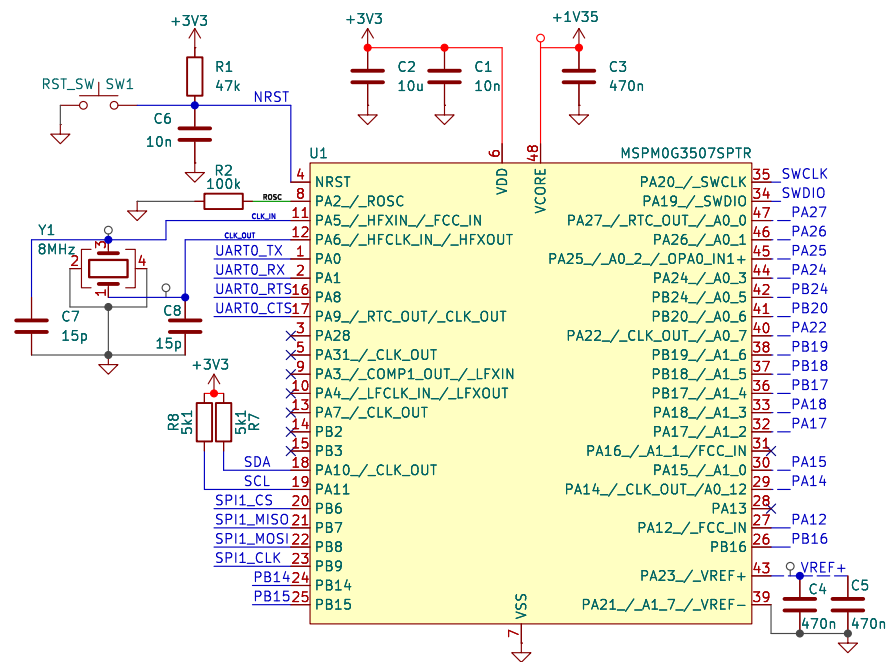 +3V3
+3V3
+1V35
R1
47k
C2
10u
C1
10n
C3
470n
RST_SW
SW1
NRST
C6
10n
U1
MSPM0G3507SPTR
6
VDD
48
VCORE
R2
100k
ROSC
CLK_IN
CLK_OUT
Y1
8MHz
3
2
4
1
C7
15p
C8
15p
UART0_TX
UART0_RX
UART0_RTS
UART0_CTS
+3V3
R8
5k1
5k1
R7
SDA
SCL
SPI1_CS
SPI1_MISO
SPI1_MOSI
SPI1_CLK
PB14
PB15
4 NRST
8 PA2_/_ROSC
11 PA5_/_HFXIN_/_FCC_IN
12 PA6_/_HFCLK_IN_/_HFXOUT
1 PA0
2 PA1
16 PA8
17 PA9_/_RTC_OUT/_CLK_OUT
3 PA28
5 PA31_/_CLK_OUT
9 PA3_/_COMP1_OUT_/_LFXIN
10 PA4_/_LFCLK_IN_/_LFXOUT
13 PA7_/_CLK_OUT
14 PB2
15 PB3
18 PA10_/_CLK_OUT
19 PA11
20 PB6
21 PB7
22 PB8
23 PB9
24 PB14
25 PB15
PA20_/_SWCLK 35 SWCLK
PA19_/_SWDIO 34 SWDIO
PA27_/_RTC_OUT_/_A0_0 47 PA27
PA26_/_A0_1 46 PA26
PA25_/_A0_2_/_OPA0_IN1+ 45 PA25
PA24_/_A0_3 44 PA24
PB24_/_A0_5 42 PB24
PB20_/_A0_6 41 PB20
PA22_/_CLK_OUT_/_A0_7 40 PA22
PB19_/_A1_6 38 PB19
PB18_/_A1_5 37 PB18
PB17_/_A1_4 36 PB17
PA18_/_A1_3 33 PA18
PA17_/_A1_2 32 PA17
PA16_/_A1_1_/FCC_IN 31
PA15_/_A1_0 30 PA15
PA14_/_CLK_OUT_/A0_12 29 PA14
PA13 28
PA12_/_FCC_IN 27 PA12
PB16 26 PB16
PA23_/_VREF+ 43 VREF+
PA21_/_A1_7_/_VREF- 39
C4
470n
C5
470n
VSS
7